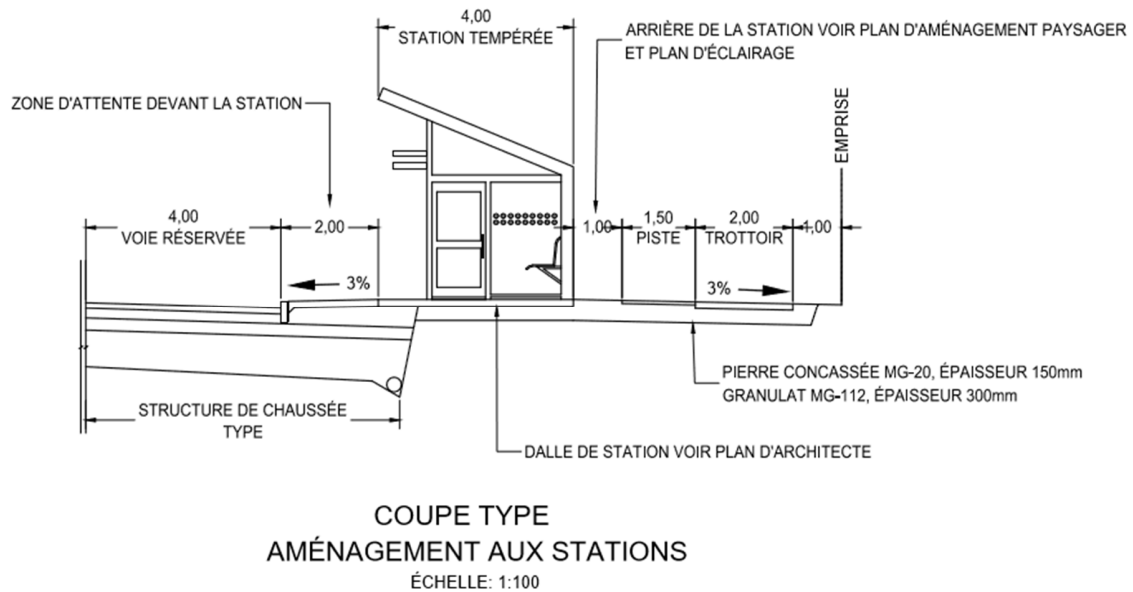 4,00
STATION TEMPÉRÉE
ARRIÈRE DE LA STATION VOIR PLAN D'AMÉNAGEMENT PAYSAGER
ET PLAN D'ÉCLAIRAGE
ZONE D'ATTENTE DEVANT LA STATION
EMPRISE
4,00
VOIE RÉSERVÉE
2,00
1,00
1,50
PISTE
2,00
TROTTOIR
1,00
3%
3%
PIERRE CONCASSÉE MG-20, ÉPAISSEUR 150mm
GRANULAT MG-112, ÉPAISSEUR 300mm
STRUCTURE DE CHAUSSÉE
TYPE
DALLE DE STATION VOIR PLAN D'ARCHITECTE
COUPE TYPE
AMÉNAGEMENT AUX STATIONS
ÉCHELLE: 1:100